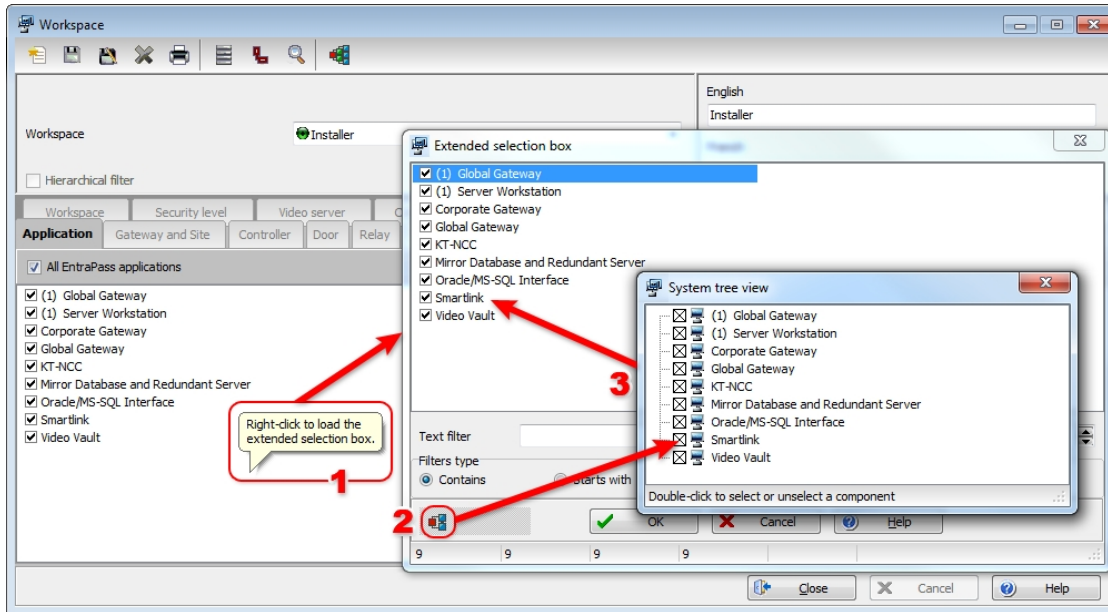 Workspace
English
Installer
Workspace
Installer
Hierarchical filter
Workspace
Security level
Video server
Application
Gateway and Site
Controller
Door
Relay
All EntraPass applications
(1) Global Gateway
(1) Server Workstation
Corporate Gateway
Global Gateway
KT-NCC
Mirror Database and Redundant Server
Oracle/MS-SQL Interface
Smartlink
Video Vault
Right-click to load the
extended selection box.
1
Extended selection box
(1) Global Gateway
(1) Server Workstation
Corporate Gateway
Global Gateway
KT-NCC
Mirror Database and Redundant Server
Oracle/MS-SQL Interface
Smartlink
Video Vault
3
Text filter
Filters type
Contains
Starts with
2
OK
Cancel
Help
9
9
9
9
System tree view
(1) Global Gateway
(1) Server Workstation
Corporate Gateway
Global Gateway
KT-NCC
Mirror Database and Redundant Server
Oracle/MS-SQL Interface
Smartlink
Video Vault
Double-click to select or unselect a component
Close
Cancel
Help